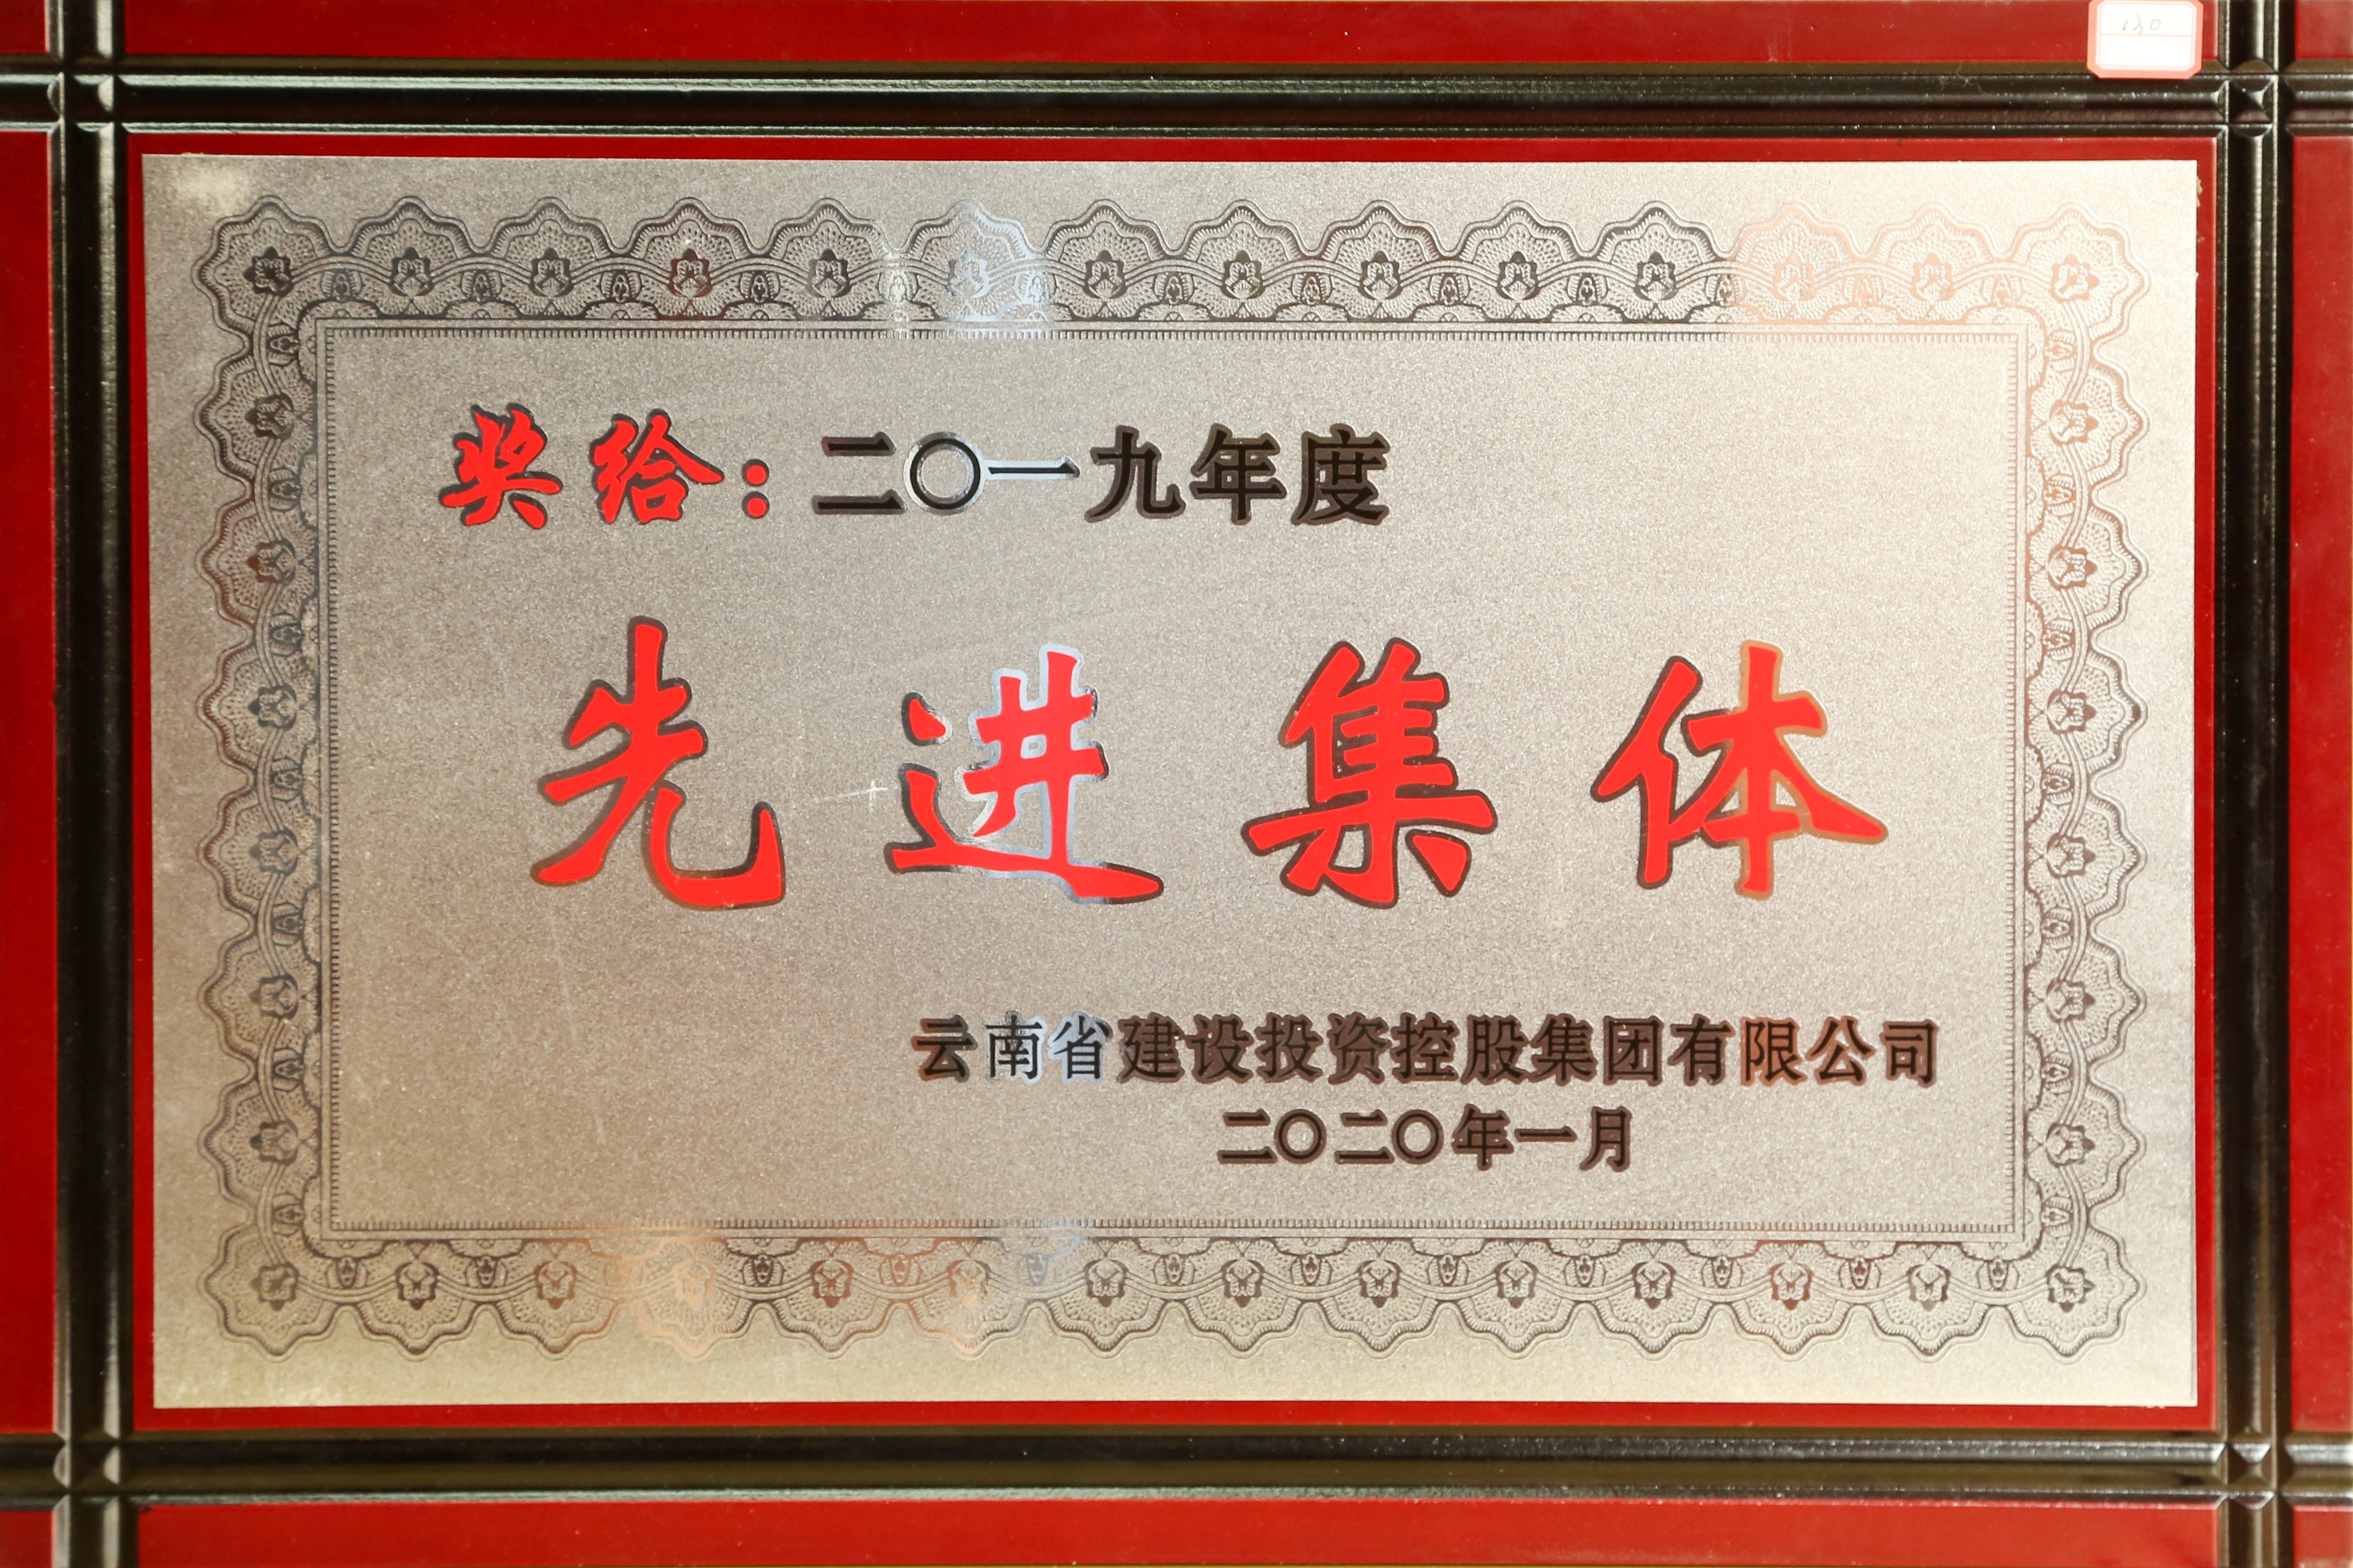 奖给：二〇一九年度
先进集体
云南省建设投资控股集团有限公司
二〇二〇年一月